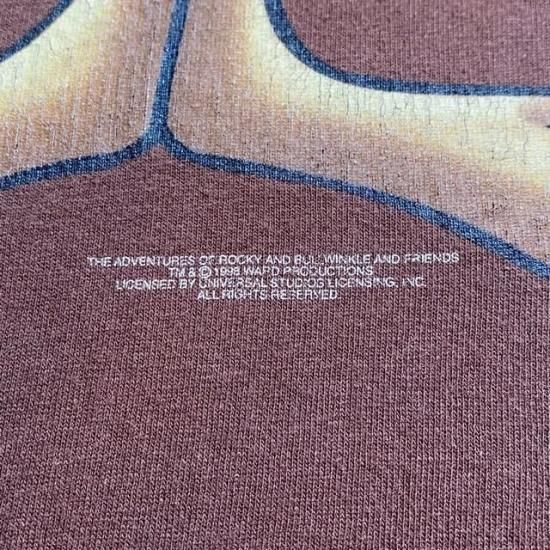 THE ADVENTURES OF ROCKY AND BULLWINKLE AND FRIENDS
TM & © 1998 WARD PRODUCTIONS
LICENSED BY UNIVERSAL STUDIOS LICENSING, INC.
ALL RIGHTS RESERVED.